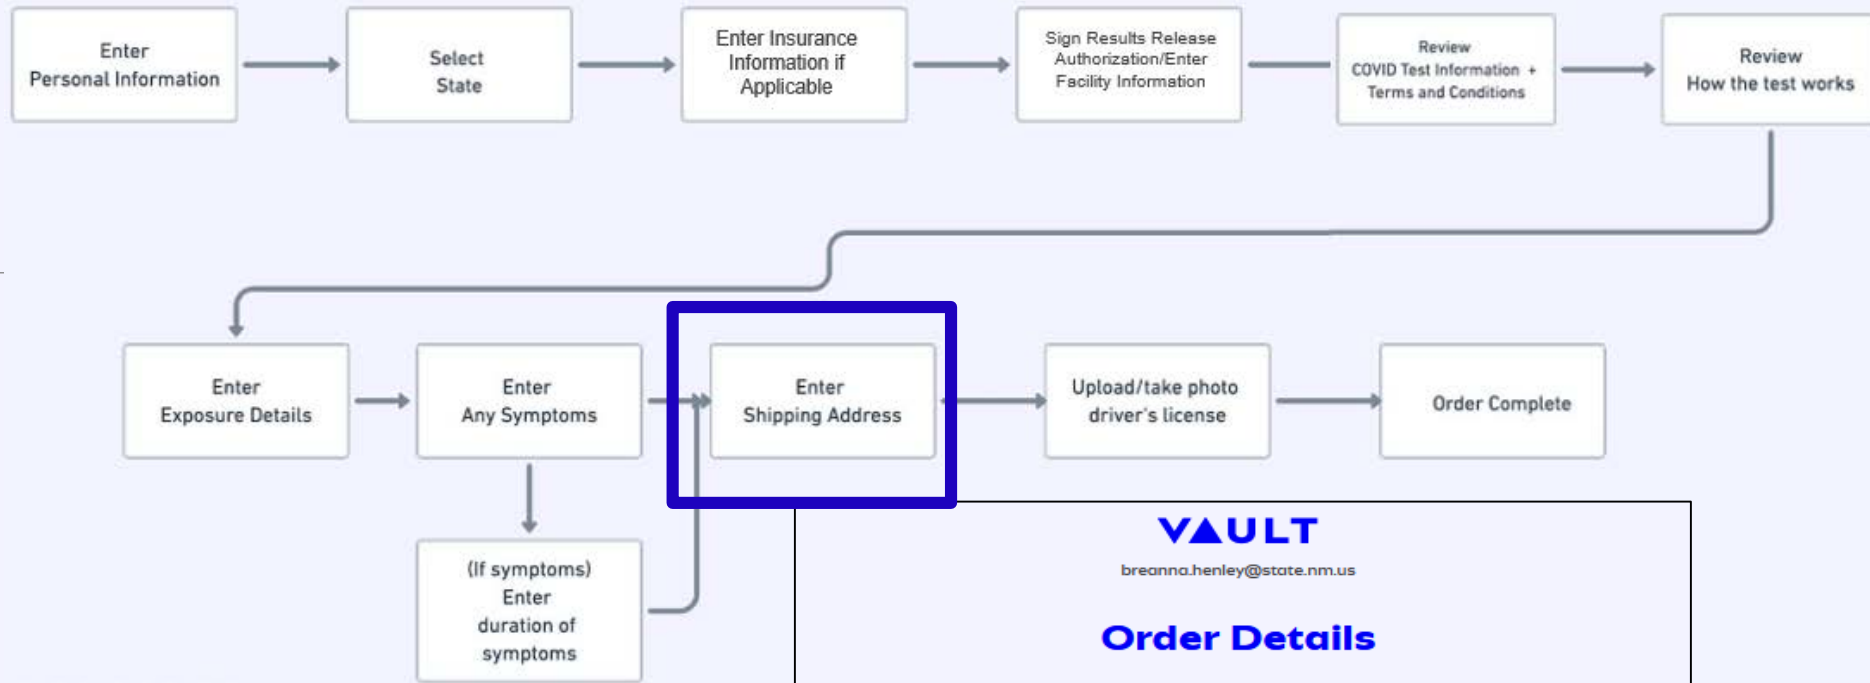 Enter
Personal Information
Select
State
Enter Insurance
Information if
Applicable
Sign Results Release
Authorization/Enter
Facility Information
Review
COVID Test Information +
Terms and Conditions
Review
How the test works
Enter
Exposure Details
Enter
Any Symptoms
Enter
Shipping Address
Upload/take photo
driver's license
Order Complete
(If symptoms)
Enter
duration of
symptoms
VAULT
breanna.henley@state.nm.us
Order Details